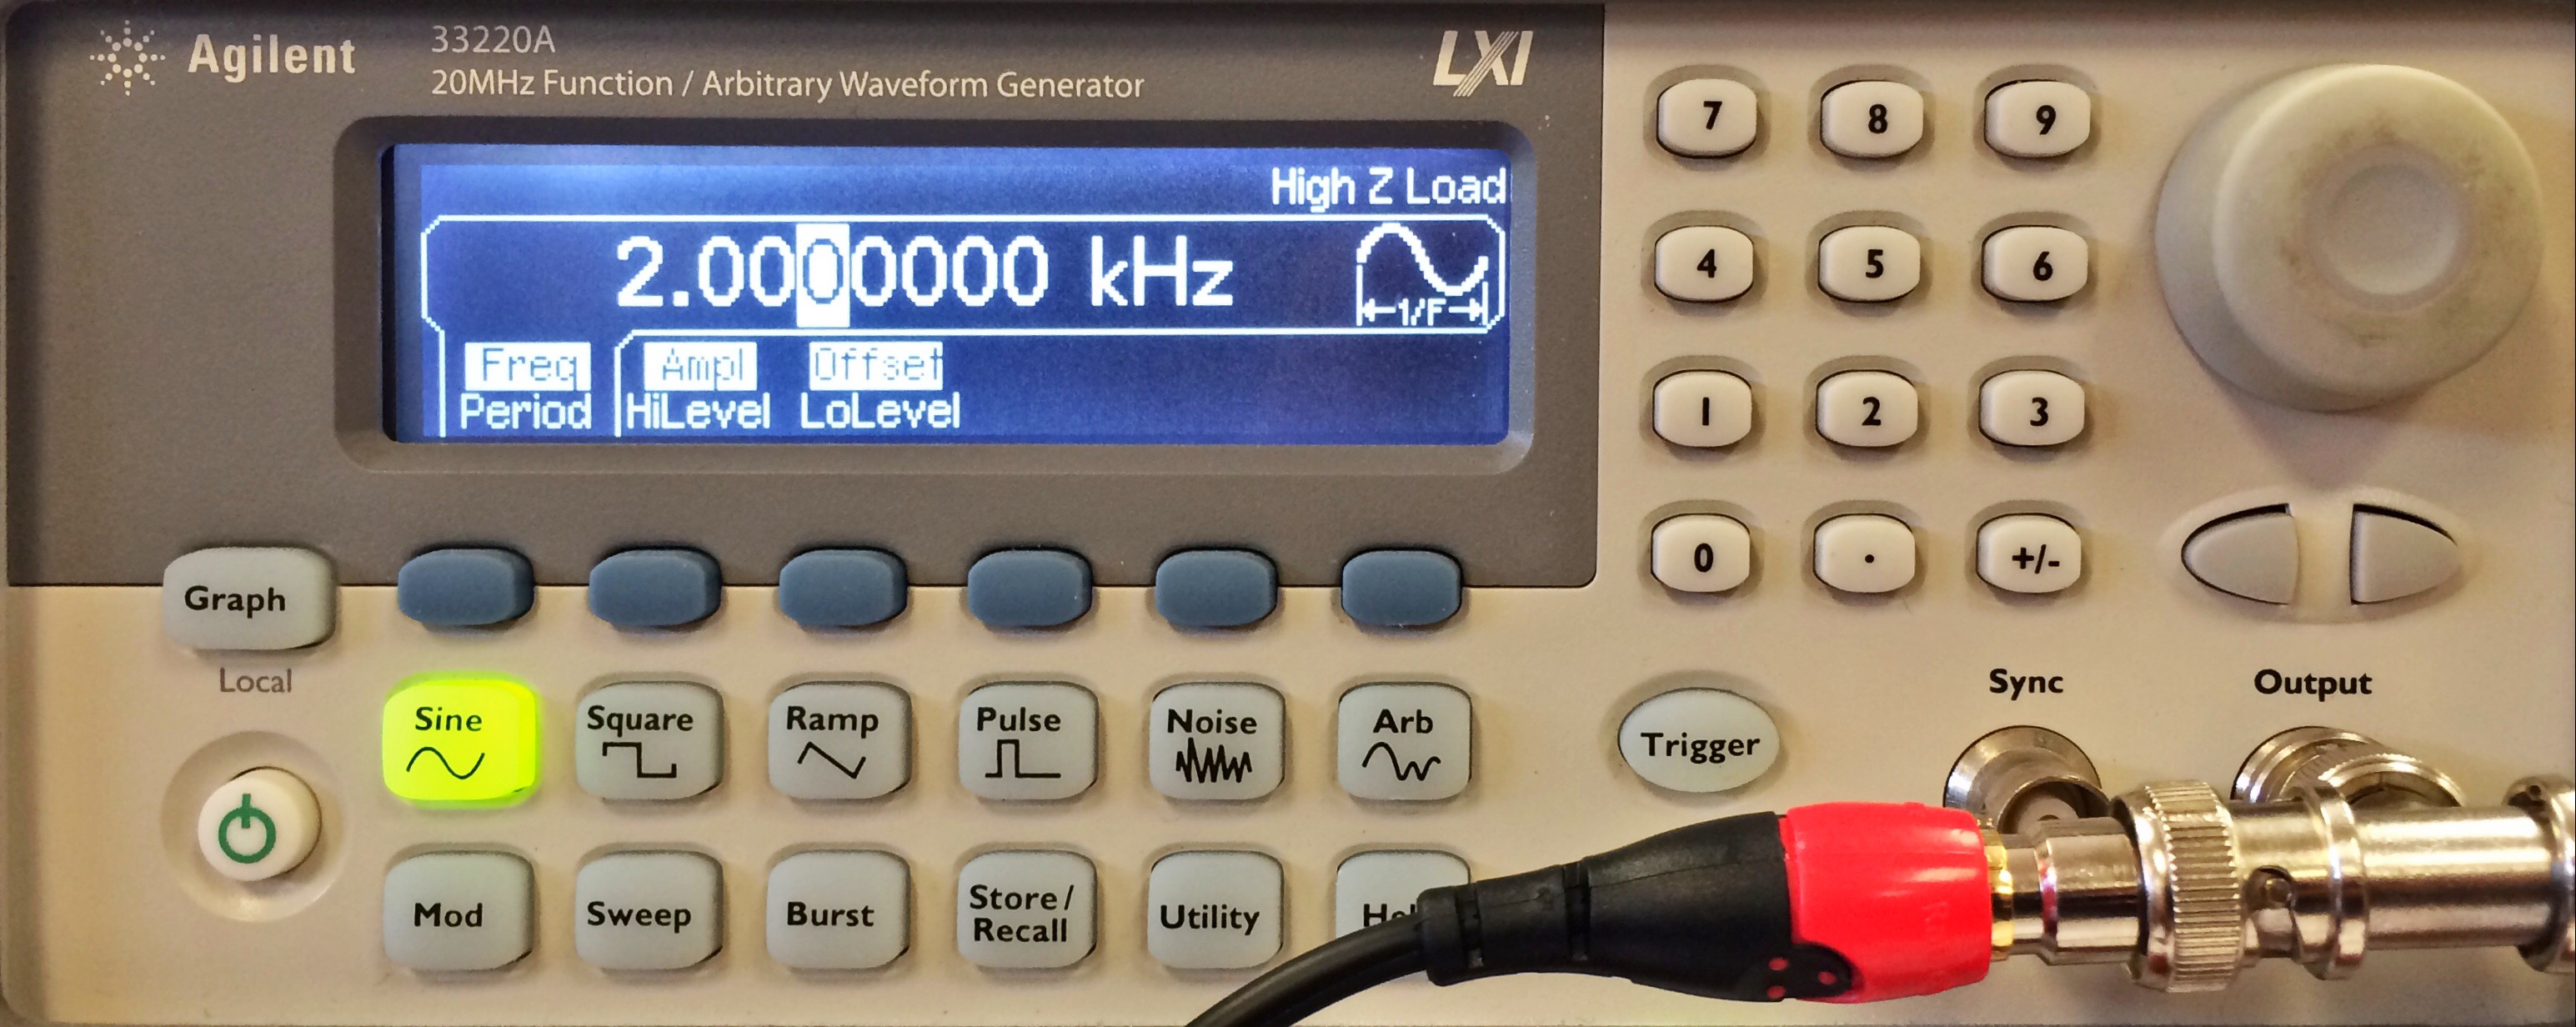 Agilent
33220A
20MHz Function / Arbitrary Waveform Generator
LXI
High Z Load
2.0000000 kHz
1/F
Freq Ampl Offset
Period HiLevel LoLevel
7 8 9
4 5 6
1 2 3
0 . +/-
Graph
Local
Sine Square Ramp Pulse Noise Arb
Trigger
Sync Output
Mod Sweep Burst Store/
Recall Utility